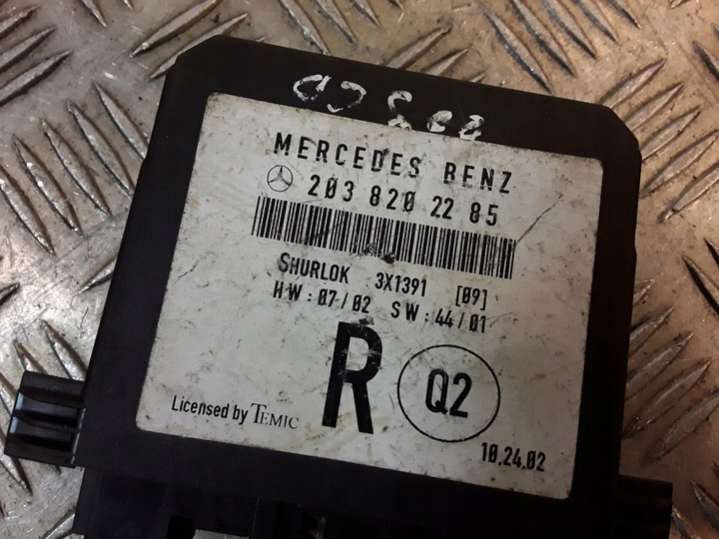 MERCEDES BENZ
203 820 22 85
SHURLOK 3X1391 [09]
HW: 07/02 SW: 44/01
R Q2
Licensed by TEMIC
10.24.02